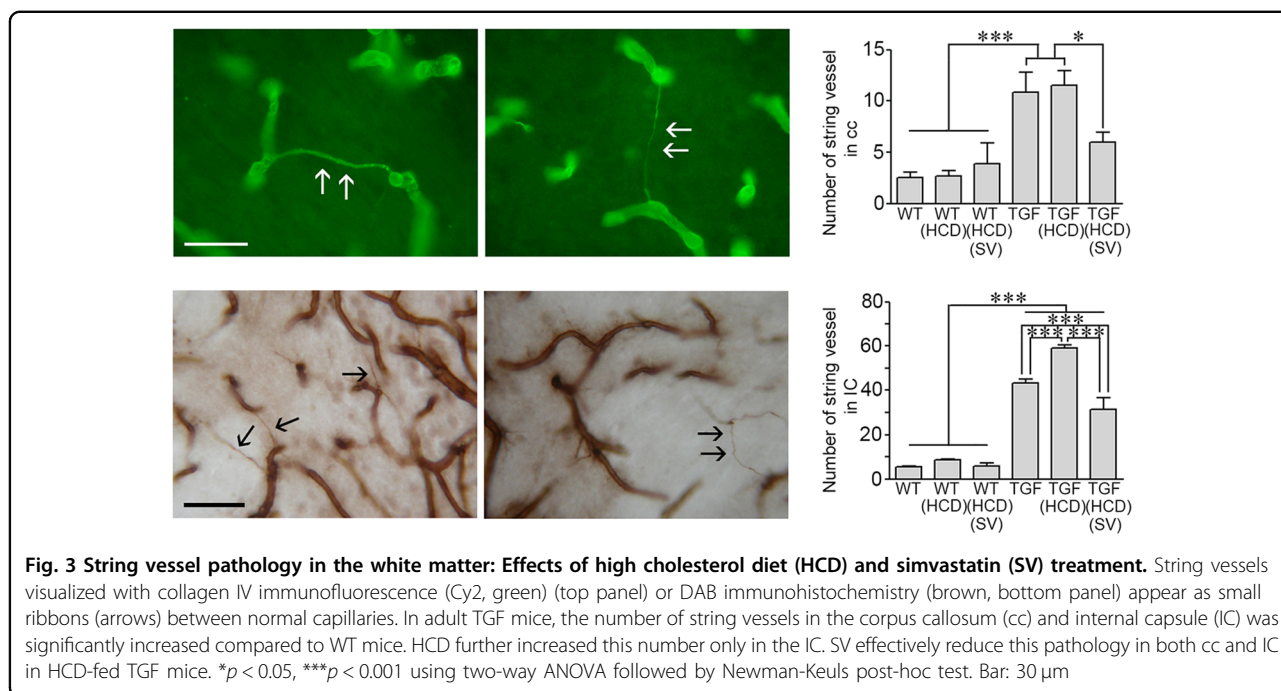 ***
*
15
10
5
0
Number of string vessel
in cc
WT
WT
(HCD)
WT
(HCD)
(SV)
TGF
TGF
(HCD)
TGF
(HCD)
(SV)
***
***
*** ***
80
60
40
20
0
Number of string vessel
in IC
WT
WT
(HCD)
WT
(HCD)
(SV)
TGF
TGF
(HCD)
TGF
(HCD)
(SV)
Fig. 3 String vessel pathology in the white matter: Effects of high cholesterol diet (HCD) and simvastatin (SV) treatment. String vessels
visualized with collagen IV immunofluorescence (Cy2, green) (top panel) or DAB immunohistochemistry (brown, bottom panel) appear as small
ribbons (arrows) between normal capillaries. In adult TGF mice, the number of string vessels in the corpus callosum (cc) and internal capsule (IC) was
significantly increased compared to WT mice. HCD further increased this number only in the IC. SV effectively reduce this pathology in both cc and IC
in HCD-fed TGF mice. *p < 0.05, ***p < 0.001 using two-way ANOVA followed by Newman-Keuls post-hoc test. Bar: 30 µm